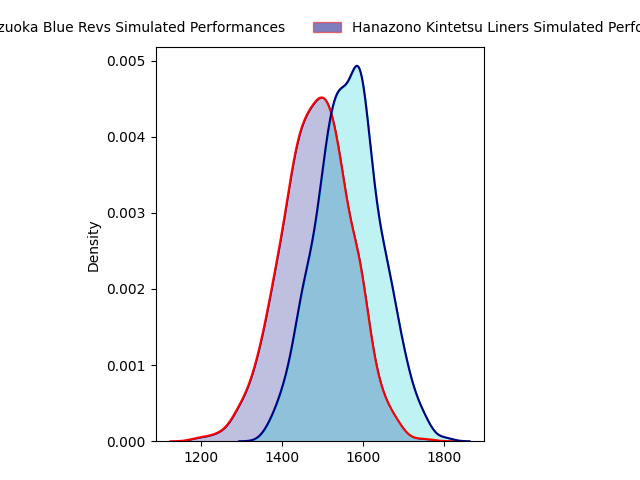 zuoka Blue Revs Simulated Performances
Hanazono Kintetsu Liners Simulated Perfo
0.005
0.004
0.003
0.002
0.001
0.000
Density
1200 1400 1600 1800